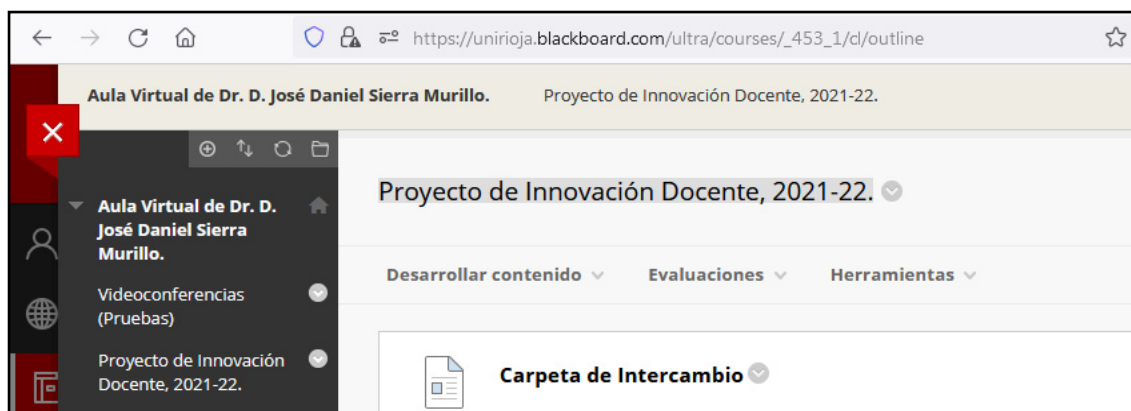 https://unirioja.blackboard.com/ultra/courses/_453_1/cl/outline
Aula Virtual de Dr. D. José Daniel Sierra Murillo. Proyecto de Innovación Docente, 2021-22.
Aula Virtual de Dr. D.
José Daniel Sierra
Murillo.
Videoconferencias
(Pruebas)
Proyecto de Innovación
Docente, 2021-22.
Proyecto de Innovación Docente, 2021-22.
Desarrollar contenido Evaluaciones Herramientas
Carpeta de Intercambio